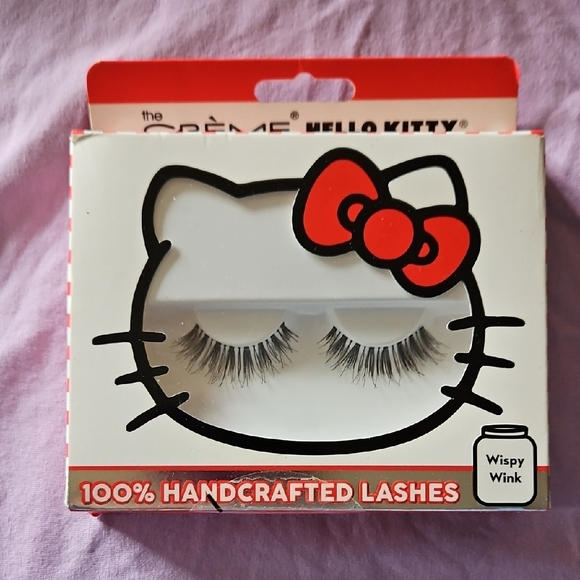 the
CRÈME® HELLO KITTY®
Wispy
Wink
100% HANDCRAFTED LASHES